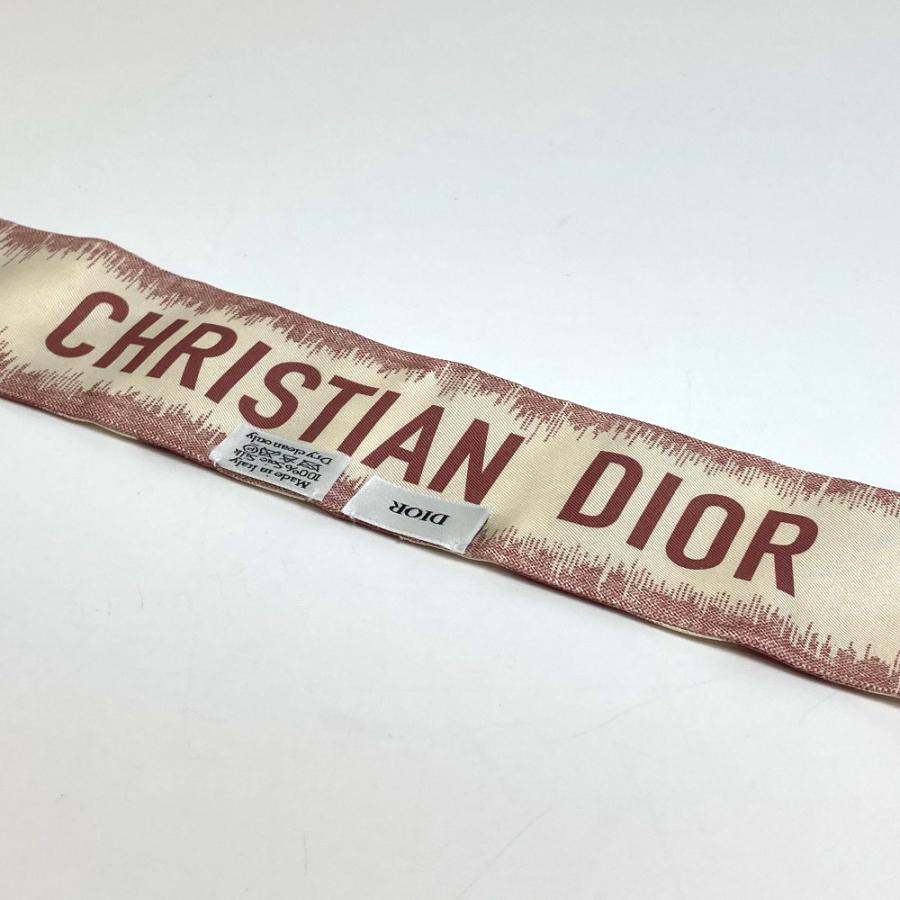 CHRISTIAN DIOR
Made in Italy
100% Soie Silk
Dry clean only
DIOR